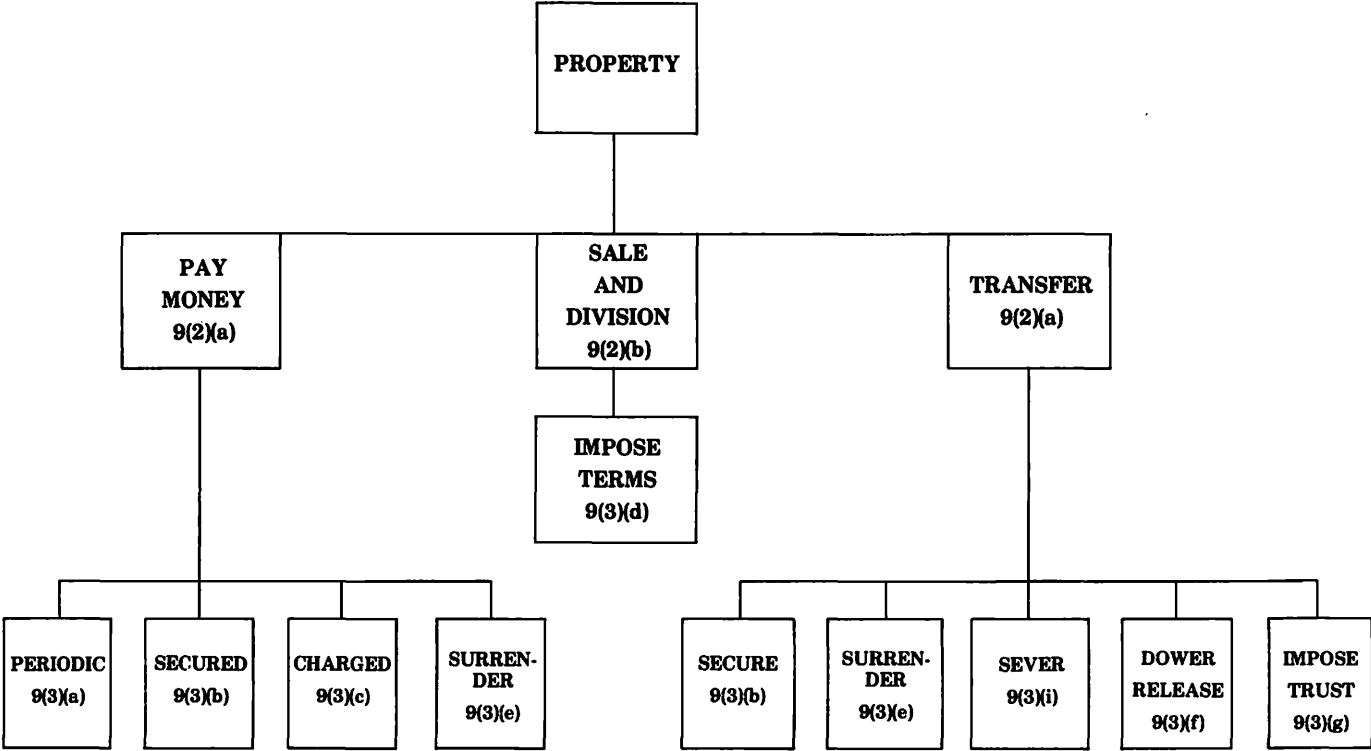 PROPERTY
PAY
MONEY
9(2)(a)
SALE
AND
DIVISION
9(2)(b)
TRANSFER
9(2)(a)
IMPOSE
TERMS
9(3)(d)
PERIODIC
9(3)(a)
SECURED
9(3)(b)
CHARGED
9(3)(c)
SURREN-
DER
9(3)(e)
SECURE
9(3)(b)
SURREN-
DER
9(3)(e)
SEVER
9(3)(i)
DOWER
RELEASE
9(3)(f)
IMPOSE
TRUST
9(3)(g)